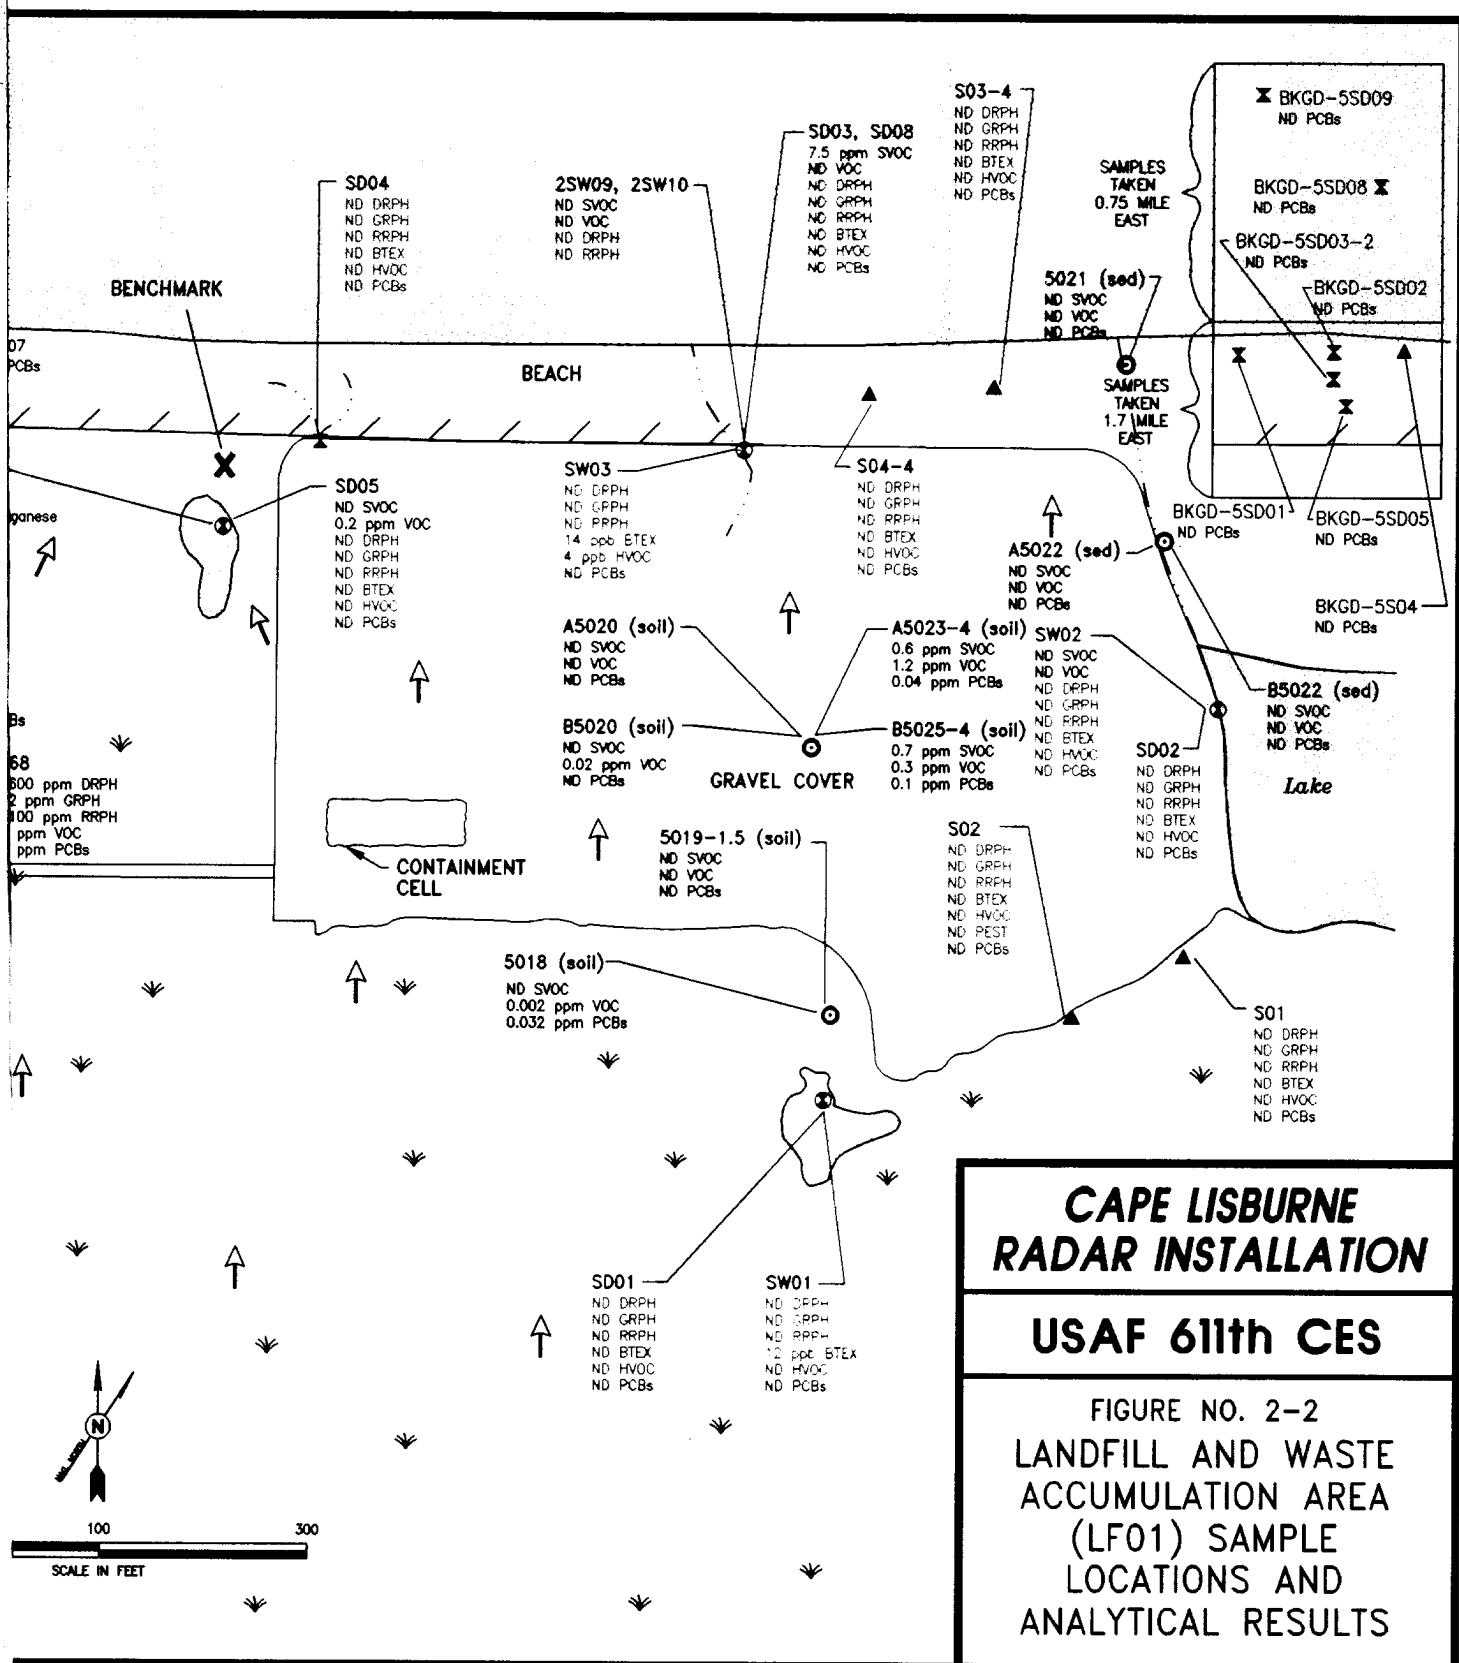 S03-4
ND DRPH
ND GRPH
ND RRPH
ND BTEX
ND HVOC
ND PCBs
BKGD-5SD09
ND PCBs
SAMPLES
TAKEN
0.75 MILE
EAST
BKGD-5SD08
ND PCBs
BKGD-5SD03-2
ND PCBs
BKGD-5SD02
ND PCBs
SD03, SD08
7.5 ppm SVOC
ND VOC
ND DRPH
ND GRPH
ND RRPH
ND BTEX
ND HVOC
ND PCBs
SD04
ND DRPH
ND GRPH
ND RRPH
ND BTEX
ND HVOC
ND PCBs
2SW09, 2SW10
ND SVOC
ND VOC
ND DRPH
ND RRPH
BENCHMARK
5021 (sed)
ND SVOC
ND VOC
ND PCBs
07
PCBs
BEACH
SAMPLES
TAKEN
1.7 MILE
EAST
SD05
ND SVOC
0.2 ppm VOC
ND DRPH
ND GRPH
ND RRPH
ND BTEX
ND HVOC
ND PCBs
SW03
ND DRPH
ND GRPH
ND RRPH
14 ppb BTEX
4 ppb HVOC
ND PCBs
S04-4
ND DRPH
ND GRPH
ND RRPH
ND BTEX
ND HVOC
ND PCBs
BKGD-5SD01
ND PCBs
BKGD-5SD05
ND PCBs
BKGD-5S04
ND PCBs
ganese
A5022 (sed)
ND SVOC
ND VOC
ND PCBs
A5020 (soil)
ND SVOC
ND VOC
ND PCBs
A5023-4 (soil)
0.6 ppm SVOC
1.2 ppm VOC
0.04 ppm PCBs
SW02
ND SVOC
ND VOC
ND DRPH
ND GRPH
ND RRPH
ND BTEX
ND HVOC
ND PCBs
B5022 (sed)
ND SVOC
ND VOC
ND PCBs
B5020 (soil)
ND SVOC
0.02 ppm VOC
ND PCBs
B5025-4 (soil)
0.7 ppm SVOC
0.3 ppm VOC
0.1 ppm PCBs
GRAVEL COVER
SD02
ND DRPH
ND GRPH
ND RRPH
ND BTEX
ND HVOC
ND PCBs
Lake
Bs
68
600 ppm DRPH
2 ppm GRPH
100 ppm RRPH
ppm VOC
ppm PCBs
CONTAINMENT
CELL
5019-1.5 (soil)
ND SVOC
ND VOC
ND PCBs
S02
ND DRPH
ND GRPH
ND RRPH
ND BTEX
ND HVOC
ND PEST
ND PCBs
5018 (soil)
ND SVOC
0.002 ppm VOC
0.032 ppm PCBs
S01
ND DRPH
ND GRPH
ND RRPH
ND BTEX
ND HVOC
ND PCBs
SD01
ND DRPH
ND GRPH
ND RRPH
ND BTEX
ND HVOC
ND PCBs
SW01
ND DRPH
ND GRPH
ND RRPH
12 ppb BTEX
ND HVOC
ND PCBs
N
MAG. NORTH
100 300
SCALE IN FEET
CAPE LISBURNE
RADAR INSTALLATION
USAF 611th CES
FIGURE NO. 2-2
LANDFILL AND WASTE
ACCUMULATION AREA
(LF01) SAMPLE
LOCATIONS AND
ANALYTICAL RESULTS